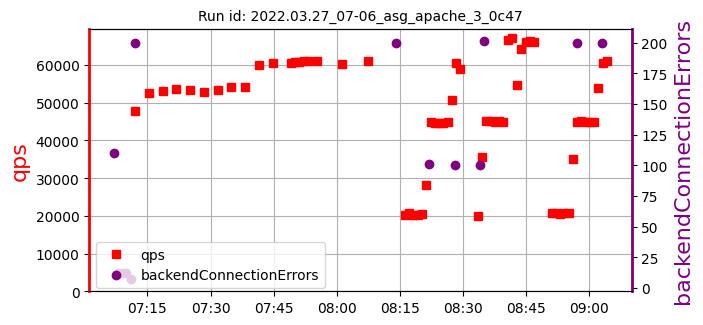 Run id: 2022.03.27_07-06_asg_apache_3_0c47
qps
60000
50000
40000
30000
20000
10000
0
200
175
150
125
100
75
50
25
0
backendConnectionErrors
qps
backendConnectionErrors
07:15 07:30 07:45 08:00 08:15 08:30 08:45 09:00